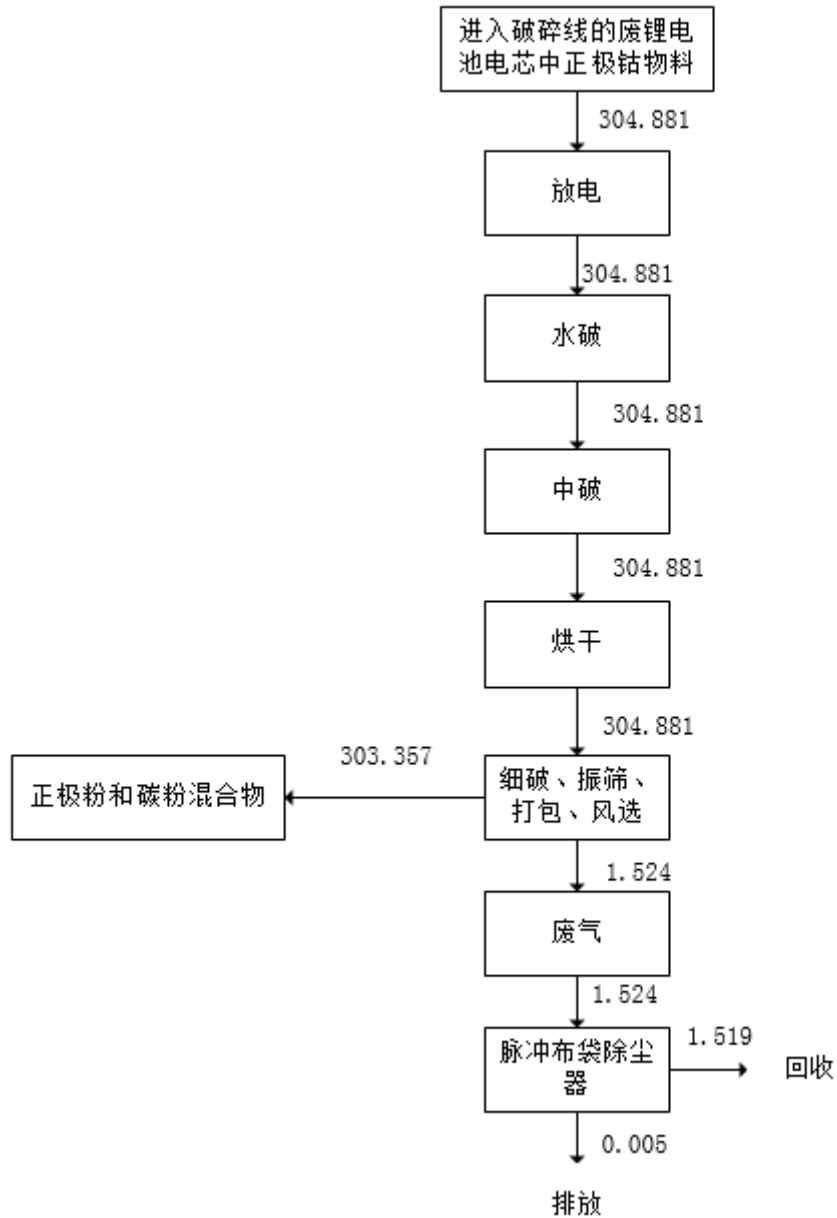 进入破碎线的废锂电
池电芯中正极钴物料
304.881
放电
304.881
水破
304.881
中破
304.881
烘干
304.881
303.357
正极粉和碳粉混合物
细破、振筛、
打包、风选
1.524
废气
1.524
脉冲布袋除尘
器
1.519
回收
0.005
排放